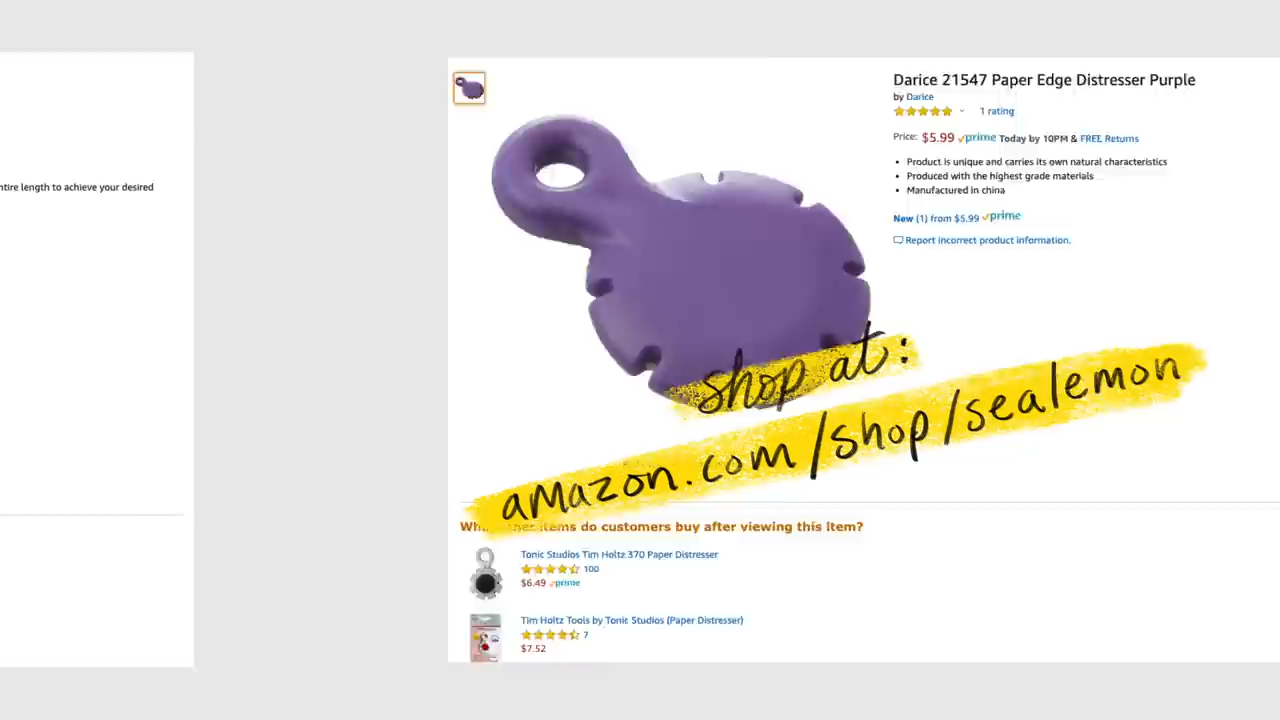 ntire length to achieve your desired
Darice 21547 Paper Edge Distresser Purple
by Darice
1 rating
Price: $5.99 prime Today by 10PM & FREE Returns
• Product is unique and carries its own natural characteristics
• Produced with the highest grade materials
• Manufactured in china
New (1) from $5.99 prime
Report incorrect product information.
shop at:
amazon.com/shop/sealemon
items do customers buy after viewing this item?
Tonic Studios Tim Holtz 370 Paper Distresser
100
$6.49 prime
Tim Holtz Tools by Tonic Studios (Paper Distresser)
7
$7.52